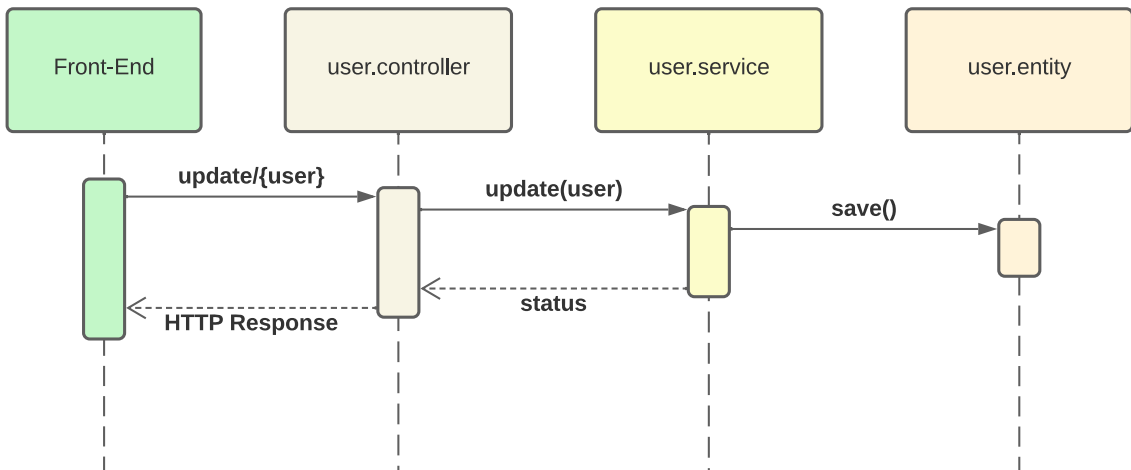 Front-End
user.controller
user.service
user.entity
update/{user}
update(user)
save()
status
HTTP Response